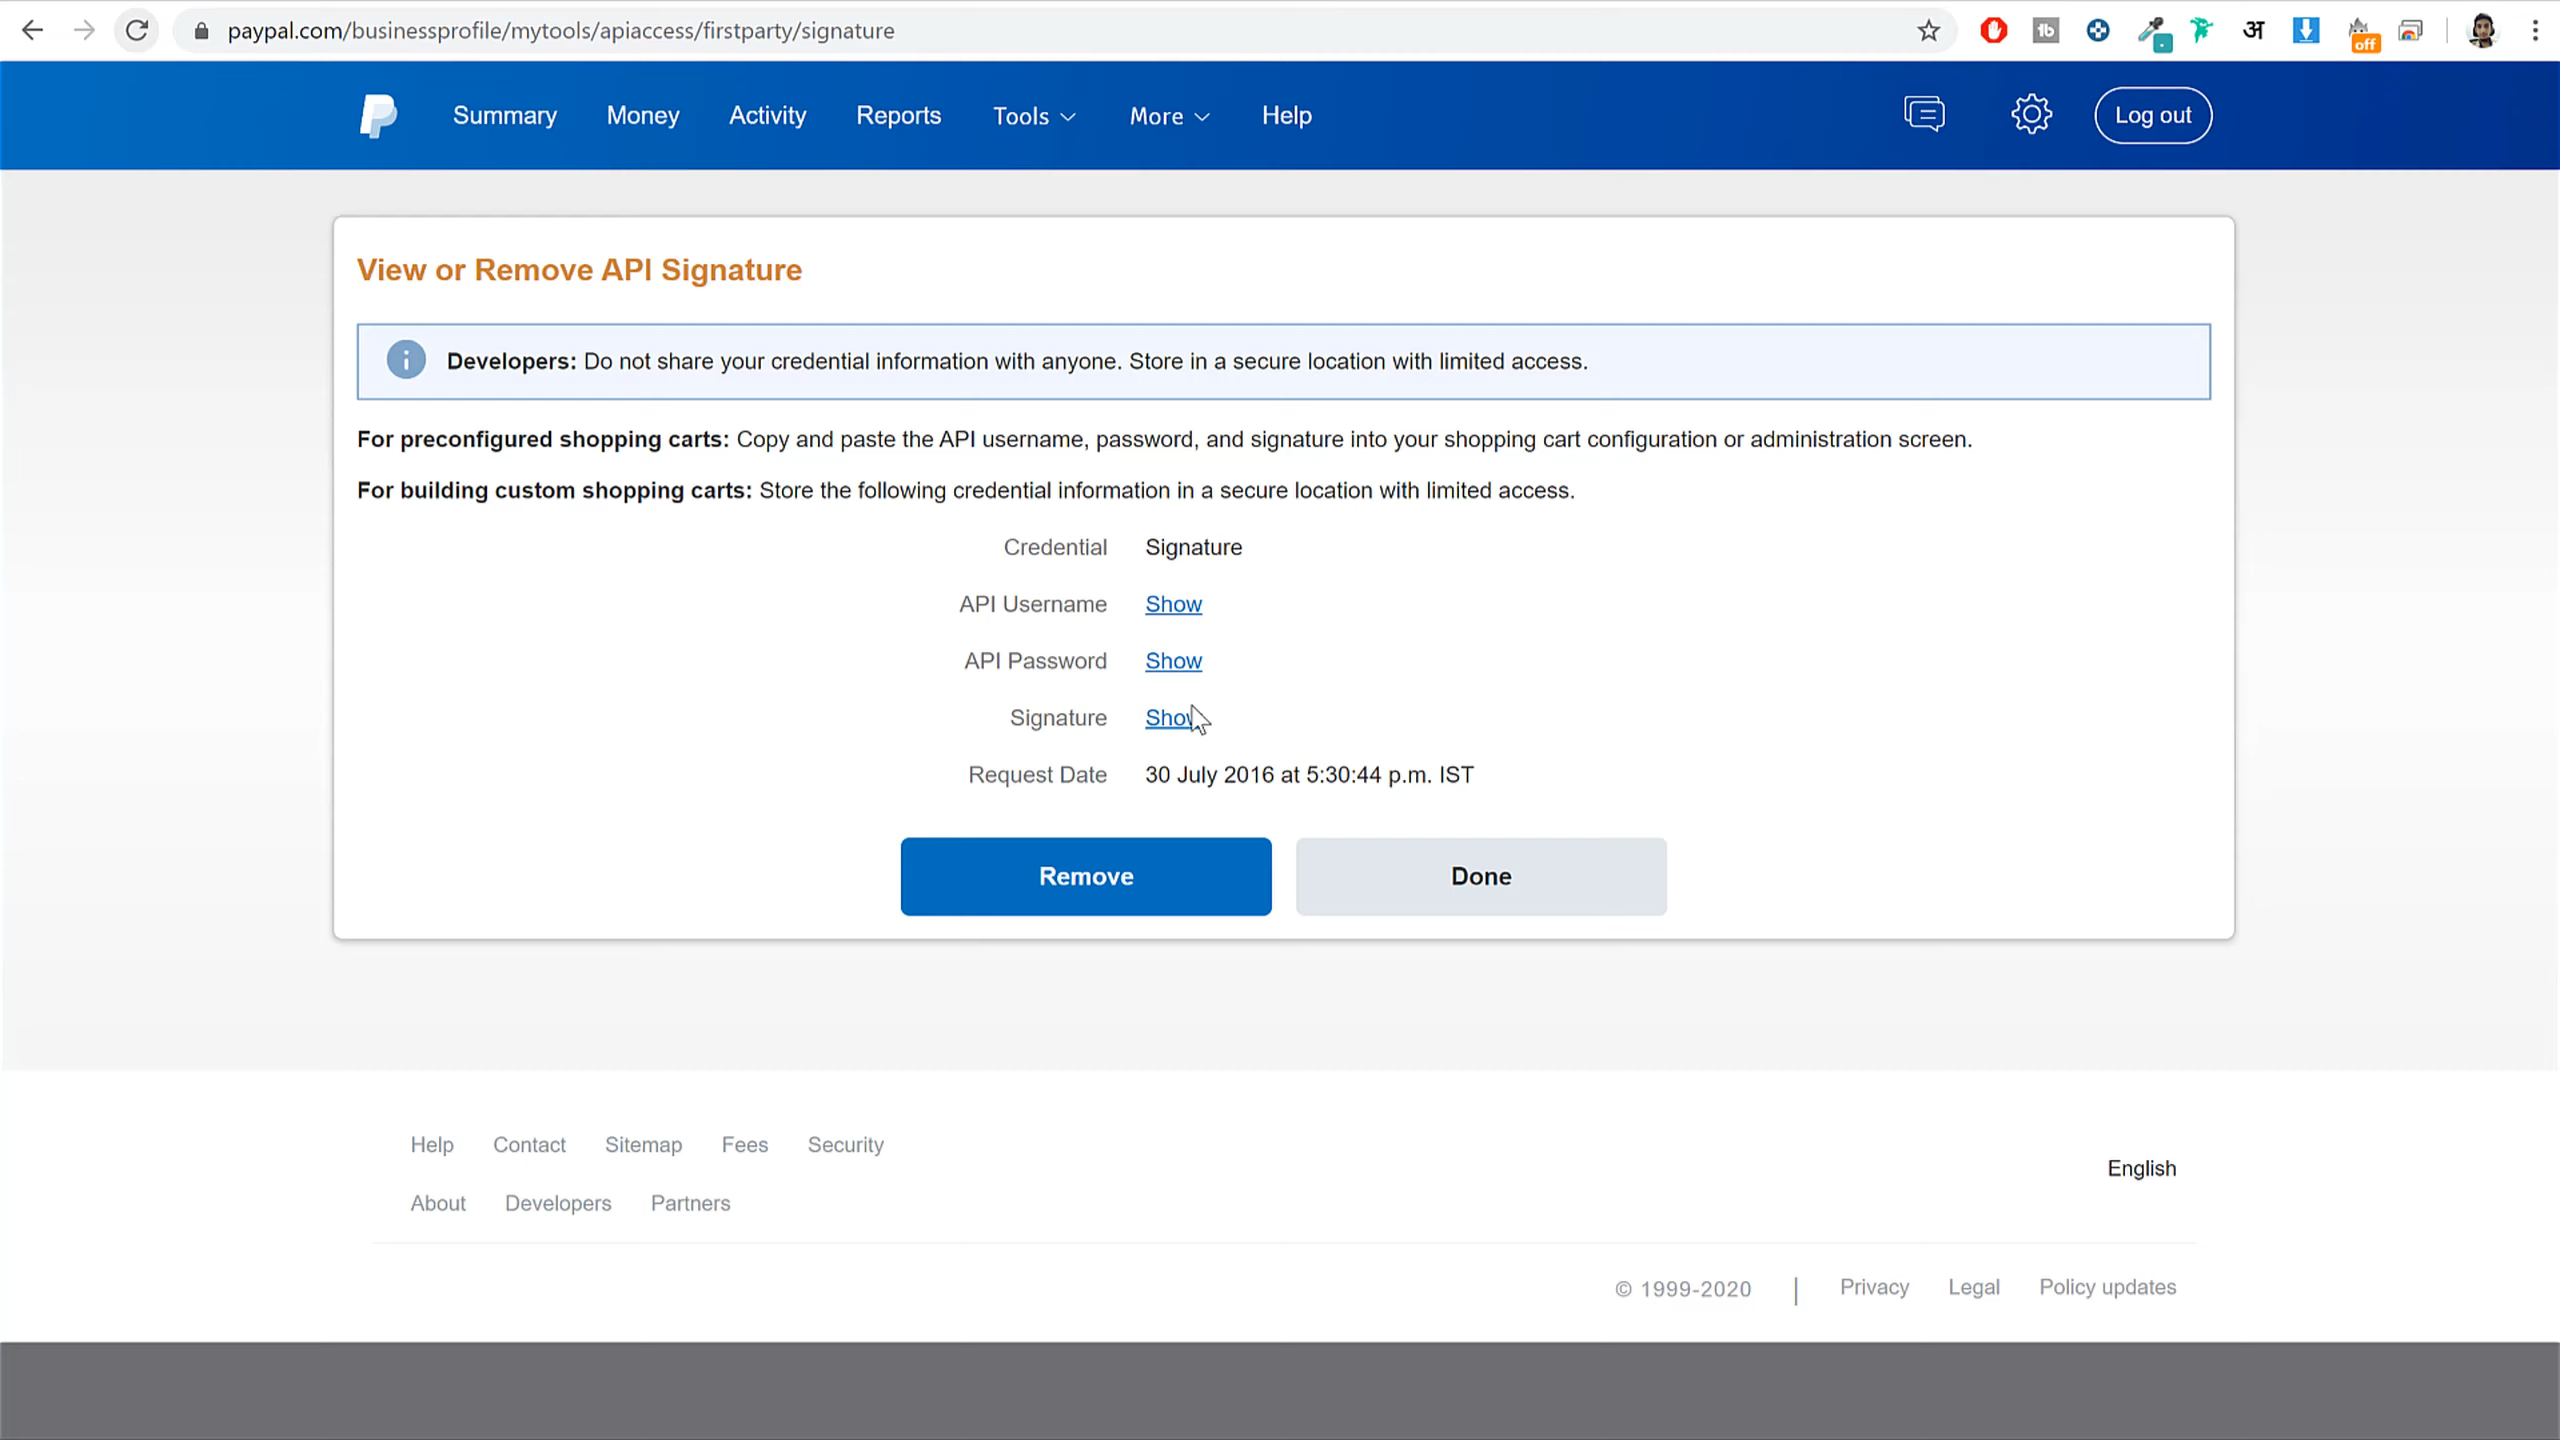 paypal.com/businessprofile/mytools/apiaccess/firstparty/signature
tb
अ
off
Summary Money Activity Reports Tools More Help Log out
View or Remove API Signature
Developers: Do not share your credential information with anyone. Store in a secure location with limited access.
For preconfigured shopping carts: Copy and paste the API username, password, and signature into your shopping cart configuration or administration screen.
For building custom shopping carts: Store the following credential information in a secure location with limited access.
Credential Signature
API Username Show
API Password Show
Signature Show
Request Date 30 July 2016 at 5:30:44 p.m. IST
Remove Done
Help Contact Sitemap Fees Security
English
About Developers Partners
© 1999-2020 | Privacy Legal Policy updates